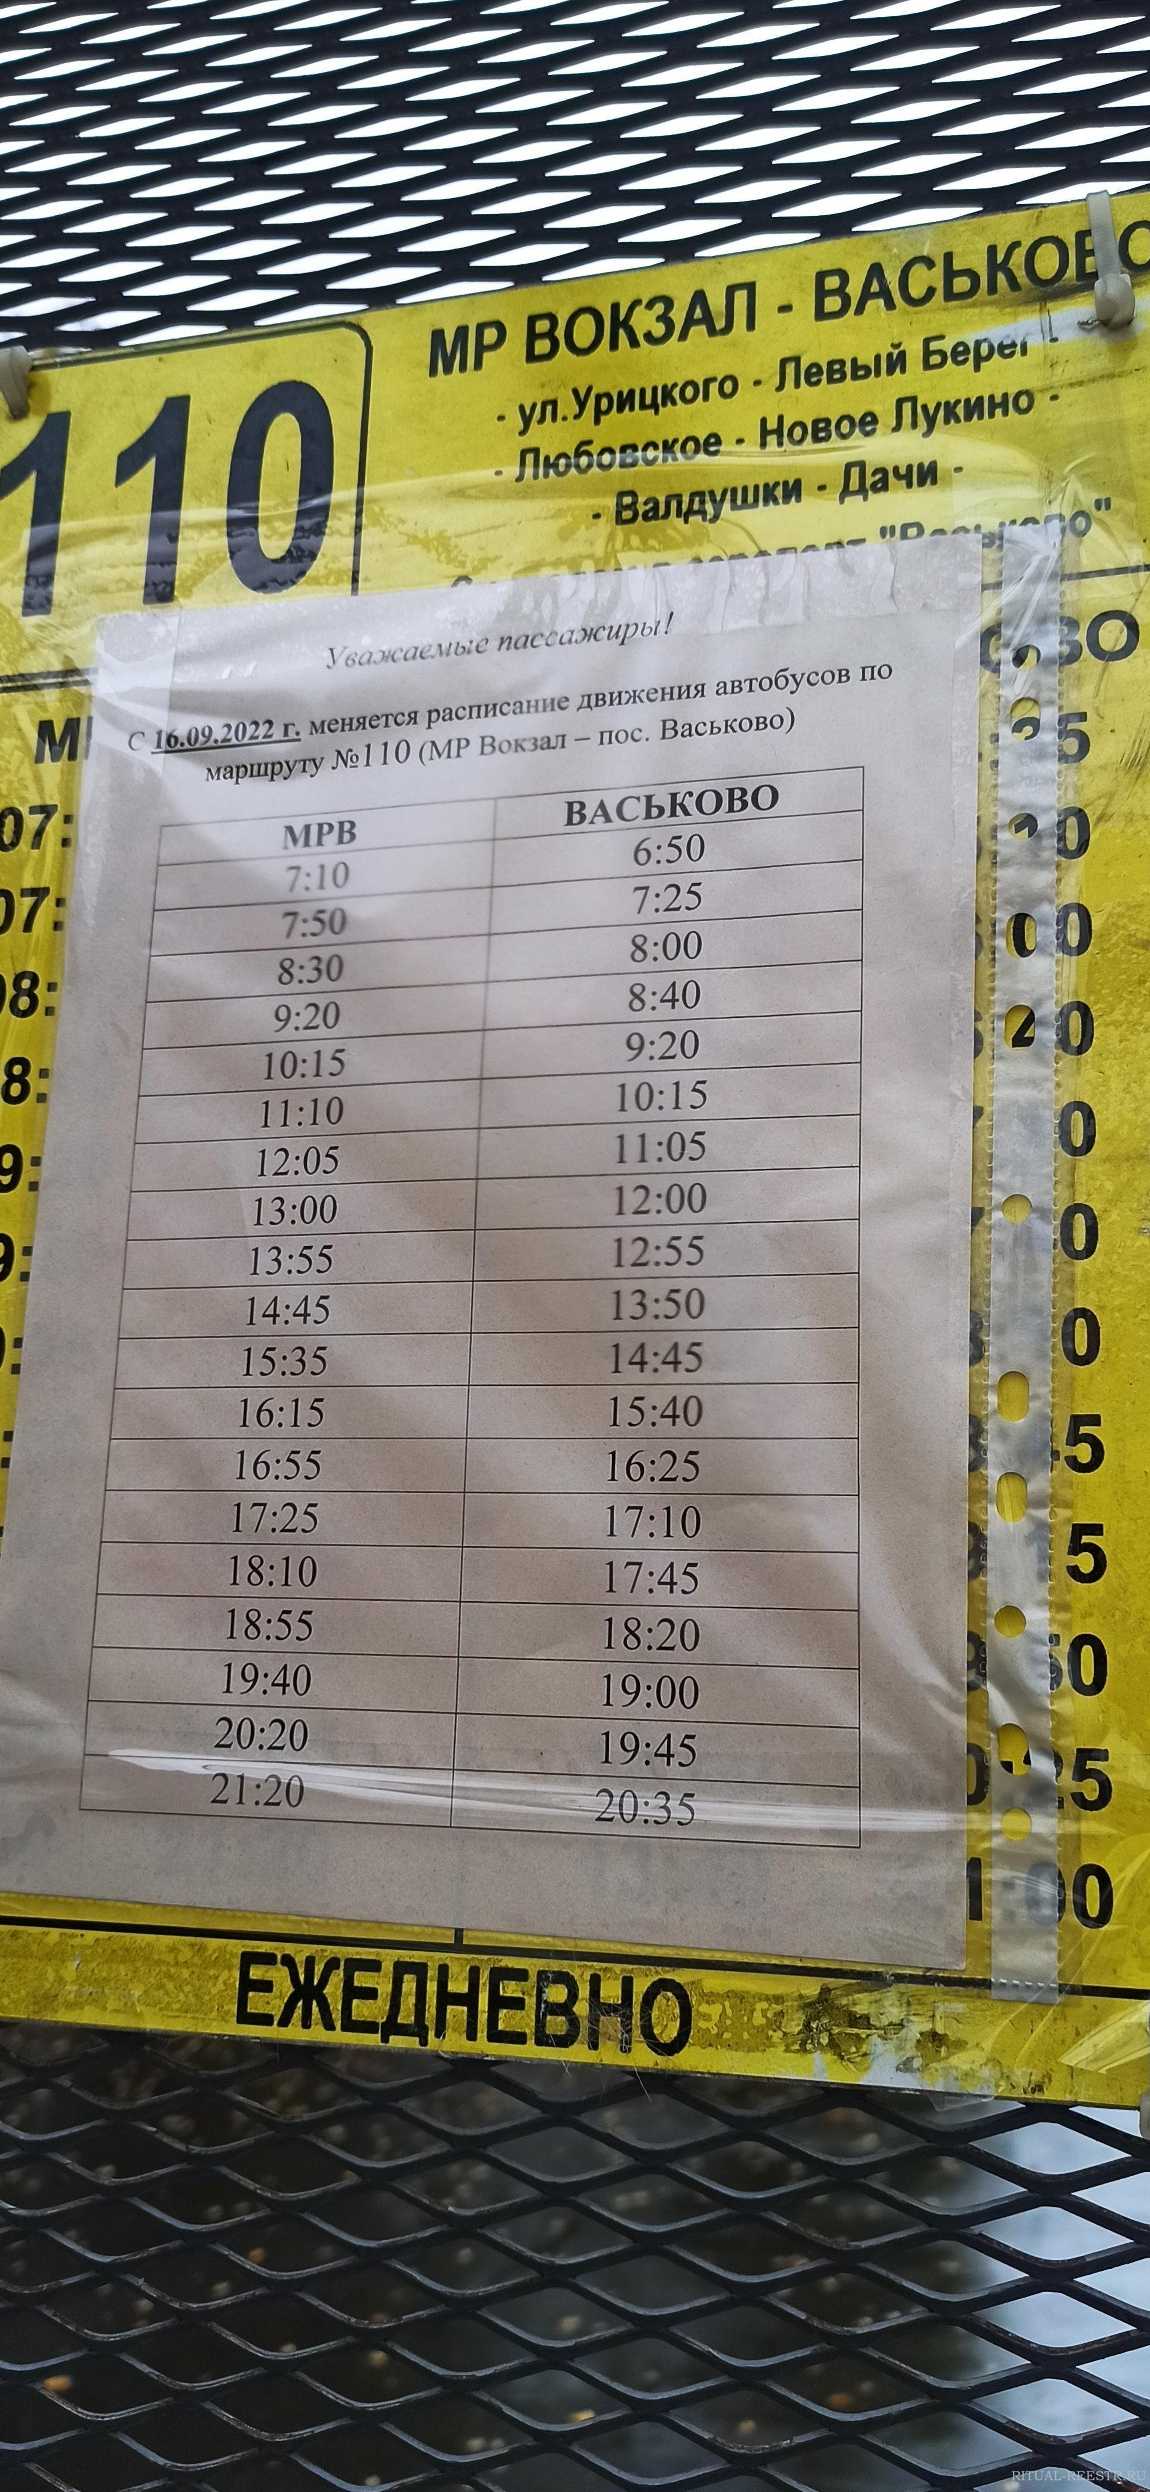 110
МР ВОКЗАЛ - ВАСЬКОВО
- ул.Урицкого - Левый Берег -
- Любовское - Новое Лукино -
- Валдушки - Дачи -
"Васьково"
Уважаемые пассажиры!
С 16.09.2022 г. меняется расписание движения автобусов по
маршруту №110 (МР Вокзал – пос. Васьково)
МРВ ВАСЬКОВО
7:10 6:50
7:50 7:25
8:30 8:00
9:20 8:40
10:15 9:20
11:10 10:15
12:05 11:05
13:00 12:00
13:55 12:55
14:45 13:50
15:35 14:45
16:15 15:40
16:55 16:25
17:25 17:10
18:10 17:45
18:55 18:20
19:40 19:00
20:20 19:45
21:20 20:35
ЕЖЕДНЕВНО
RITUAL-REESTR.RU